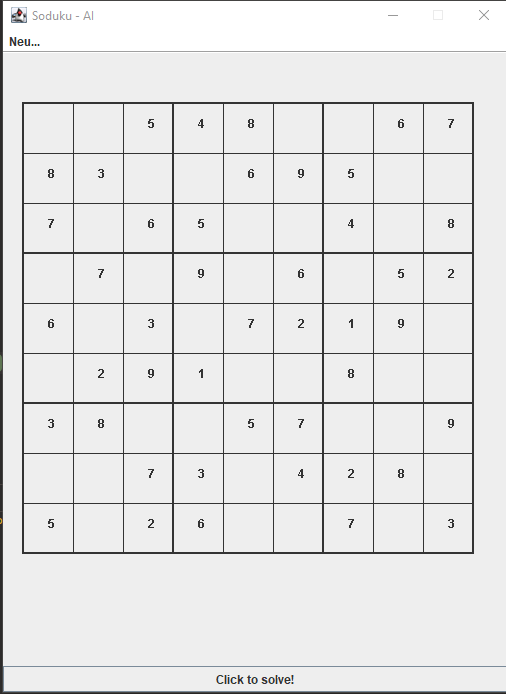 Soduku - AI
Neu...
5 4 8 6 7
8 3 6 9 5
7 6 5 4 8
7 9 6 5 2
6 3 7 2 1 9
2 9 1 8
3 8 5 7 9
7 3 4 2 8
5 2 6 7 3
Click to solve!